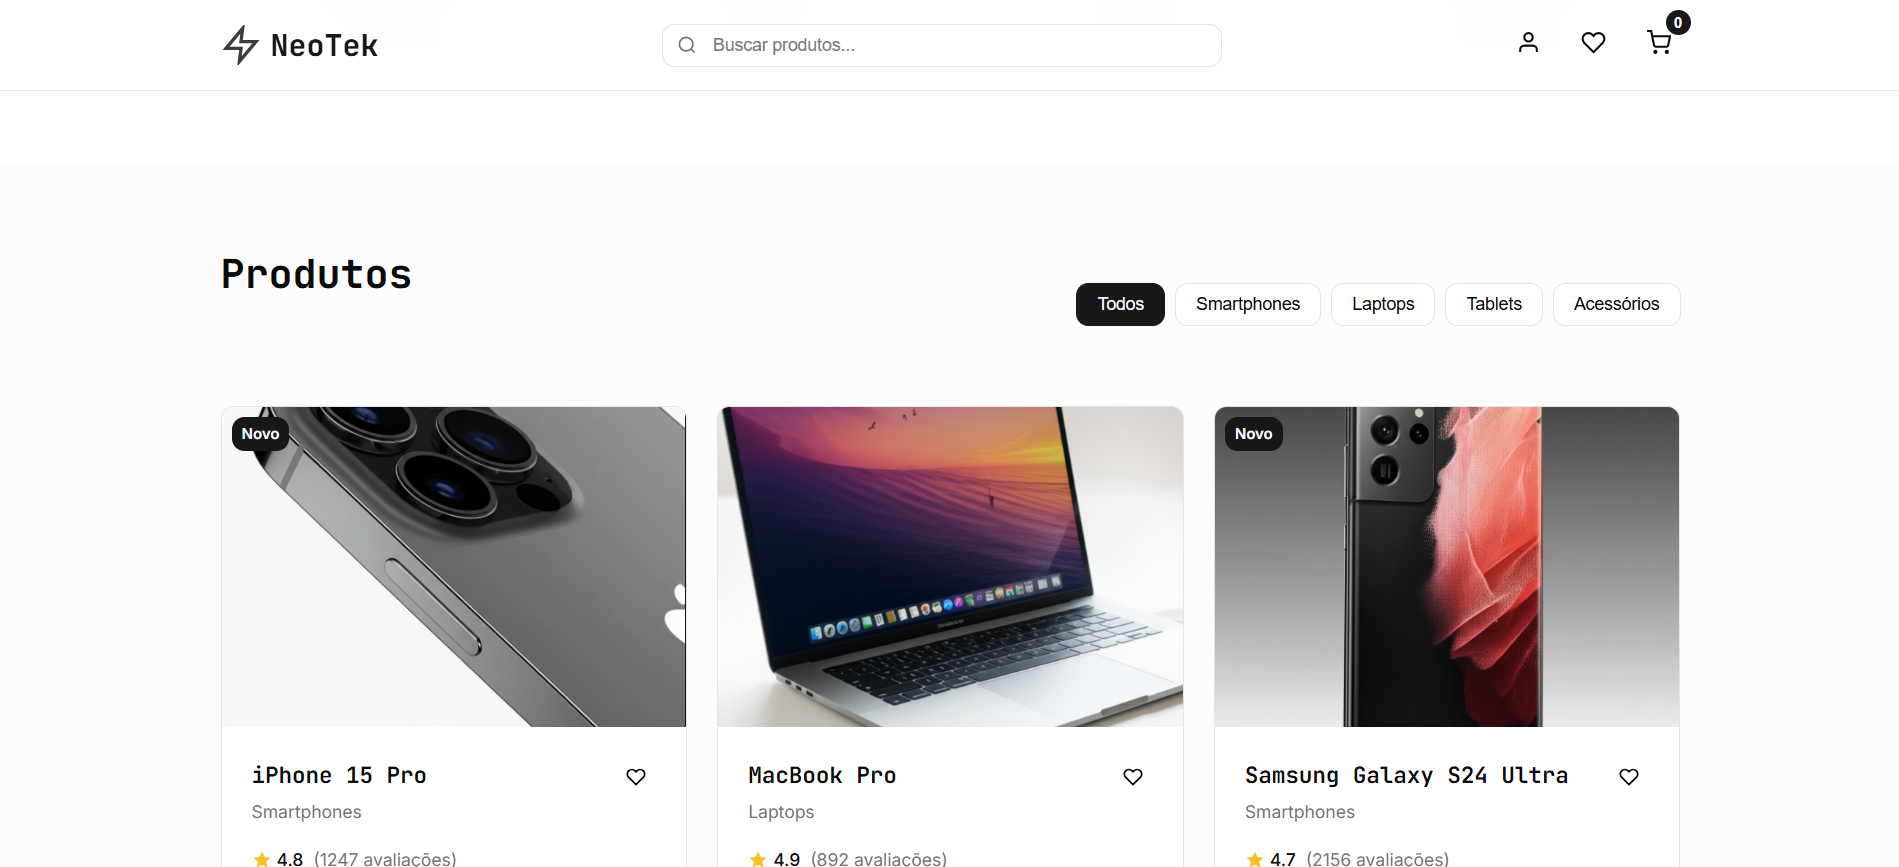 NeoTek
Buscar produtos...
0
Produtos
Todos
Smartphones
Laptops
Tablets
Acessórios
Novo
Novo
iPhone 15 Pro
Smartphones
4.8 (1247 avaliações)
MacBook Pro
Laptops
4.9 (892 avaliações)
Samsung Galaxy S24 Ultra
Smartphones
4.7 (2156 avaliações)